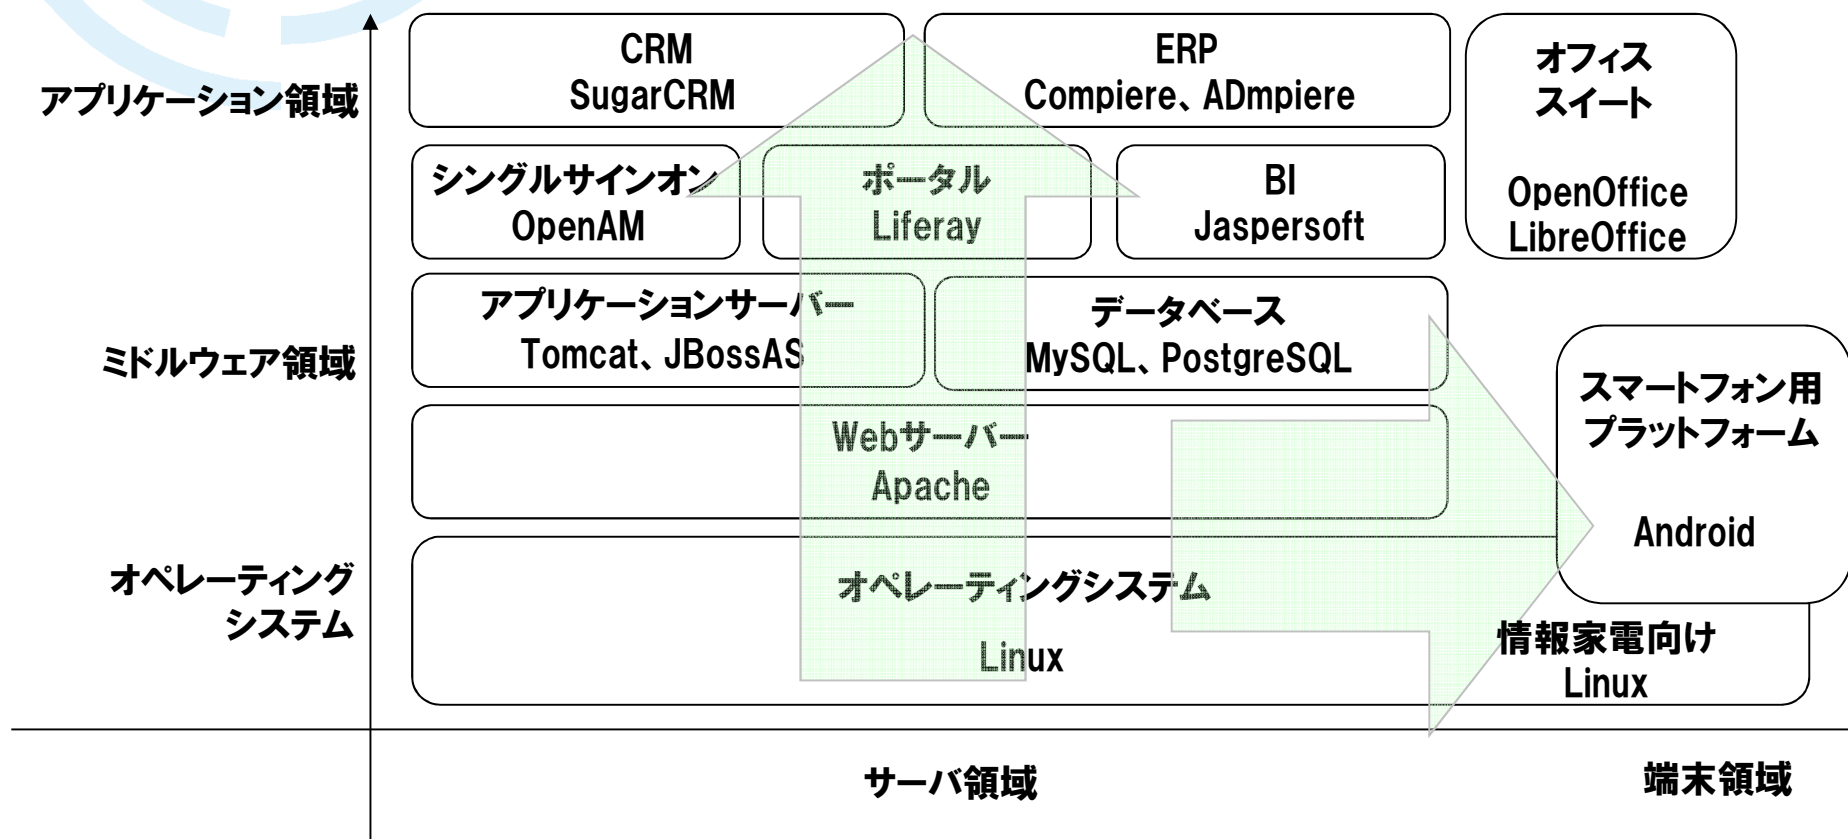 アプリケーション領域
CRM
SugarCRM
ERP
Compiere、ADmpiere
オフィス
スイート
OpenOffice
LibreOffice
シングルサインオン
OpenAM
ポータル
Liferay
BI
Jaspersoft
ミドルウェア領域
アプリケーションサーバー
Tomcat、JBossAS
データベース
MySQL、PostgreSQL
スマートフォン用
プラットフォーム
Android
Webサーバー
Apache
オペレーティング
システム
オペレーティングシステム
Linux
情報家電向け
Linux
サーバ領域
端末領域